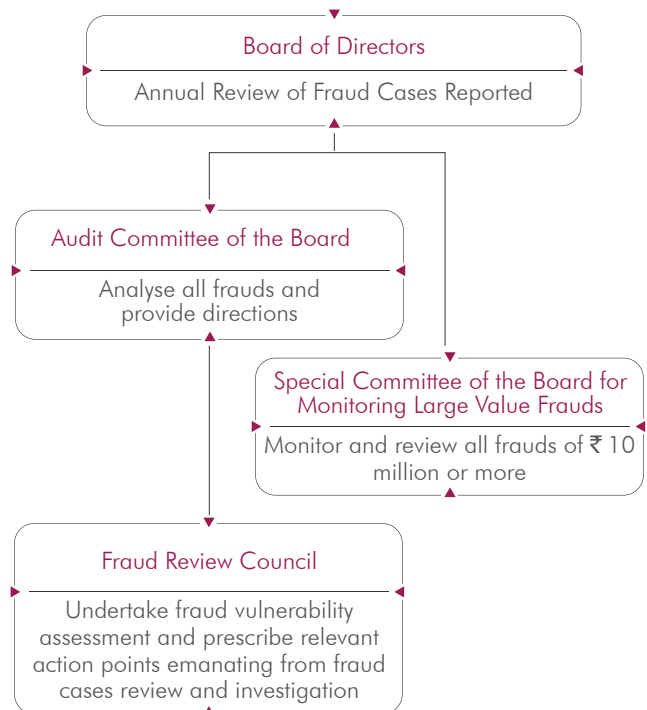 Board of Directors
Annual Review of Fraud Cases Reported
Audit Committee of the Board
Analyse all frauds and
provide directions
Special Committee of the Board for
Monitoring Large Value Frauds
Monitor and review all frauds of ₹ 10
million or more
Fraud Review Council
Undertake fraud vulnerability
assessment and prescribe relevant
action points emanating from fraud
cases review and investigation